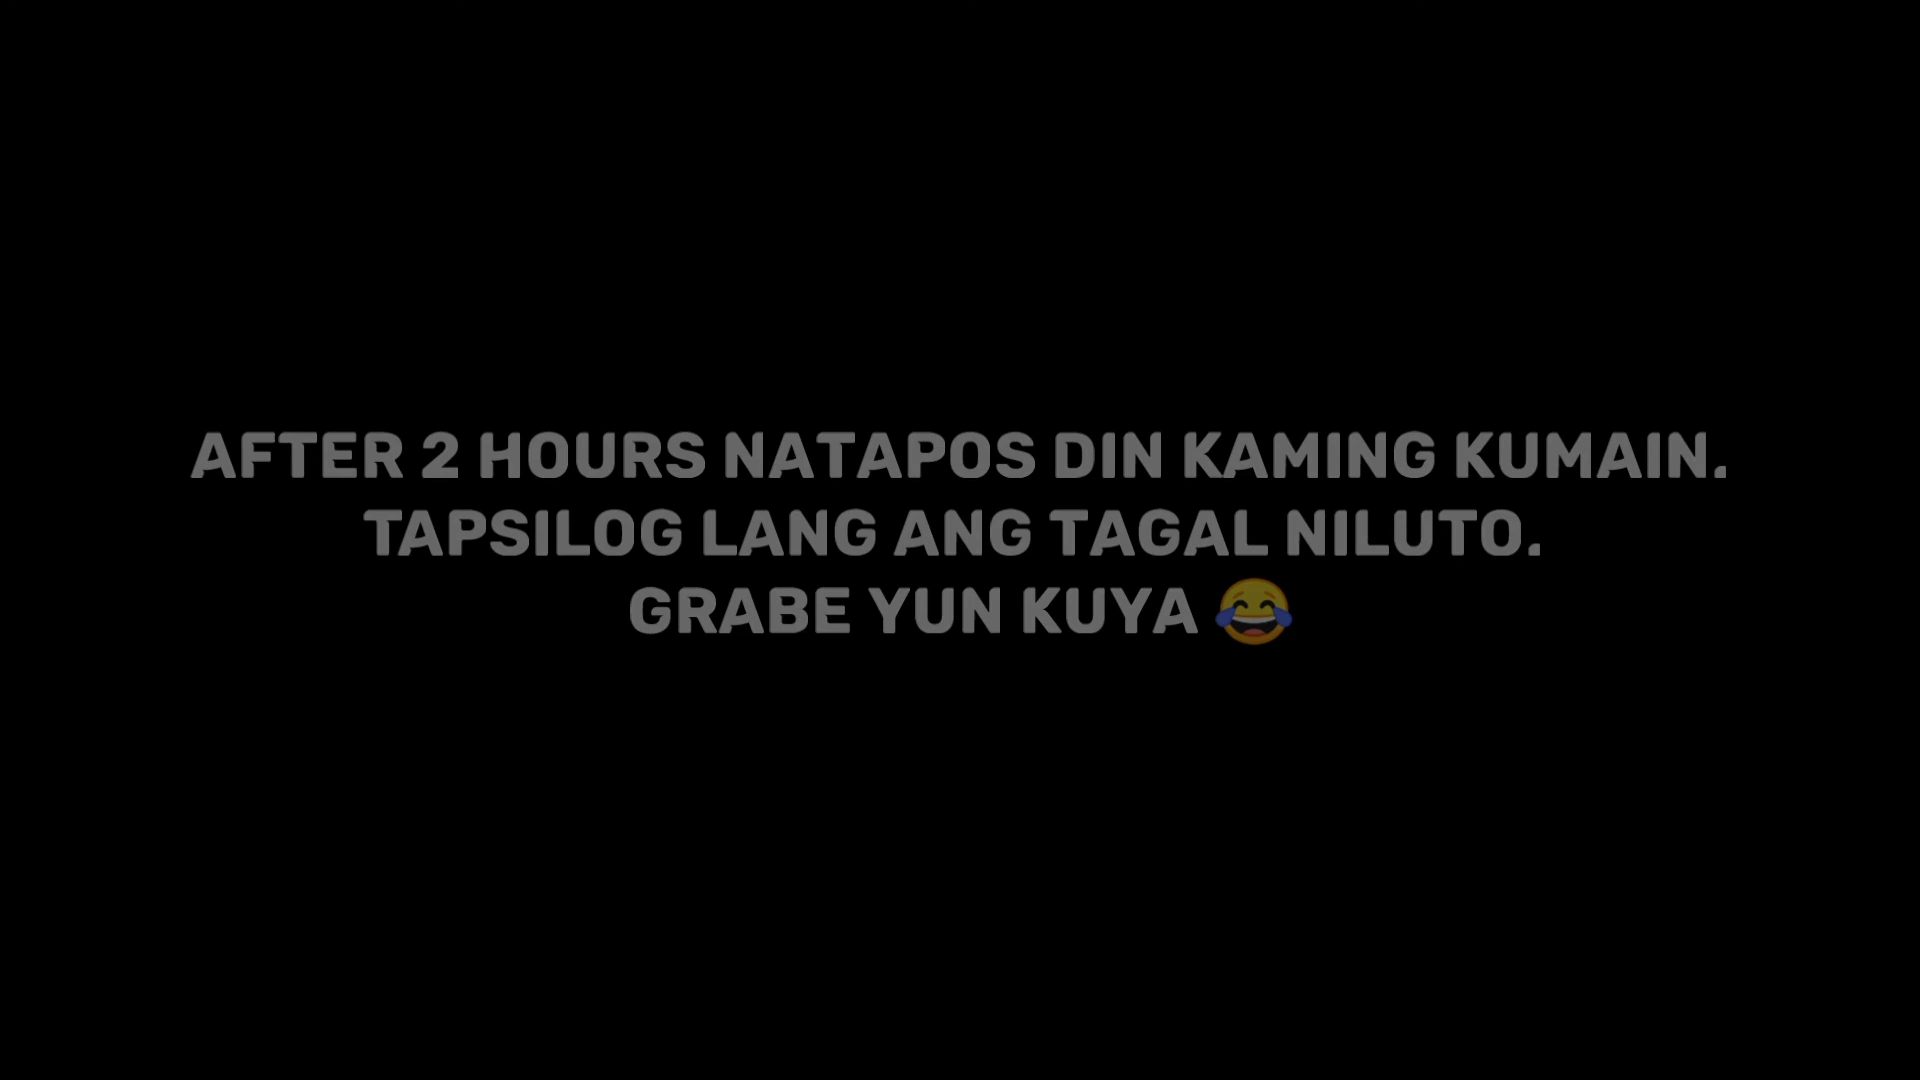 AFTER 2 HOURS NATAPOS DIN KAMING KUMAIN.
TAPSILOG LANG ANG TAGAL NILUTO.
GRABE YUN KUYA 😂